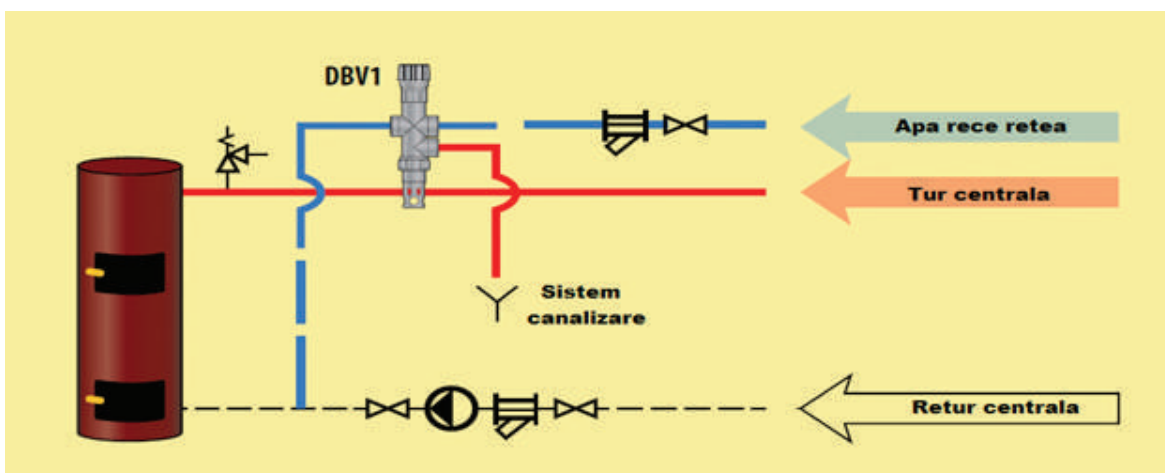 DBV1
Apa rece retea
Tur centrala
Sistem
canalizare
Retur centrala